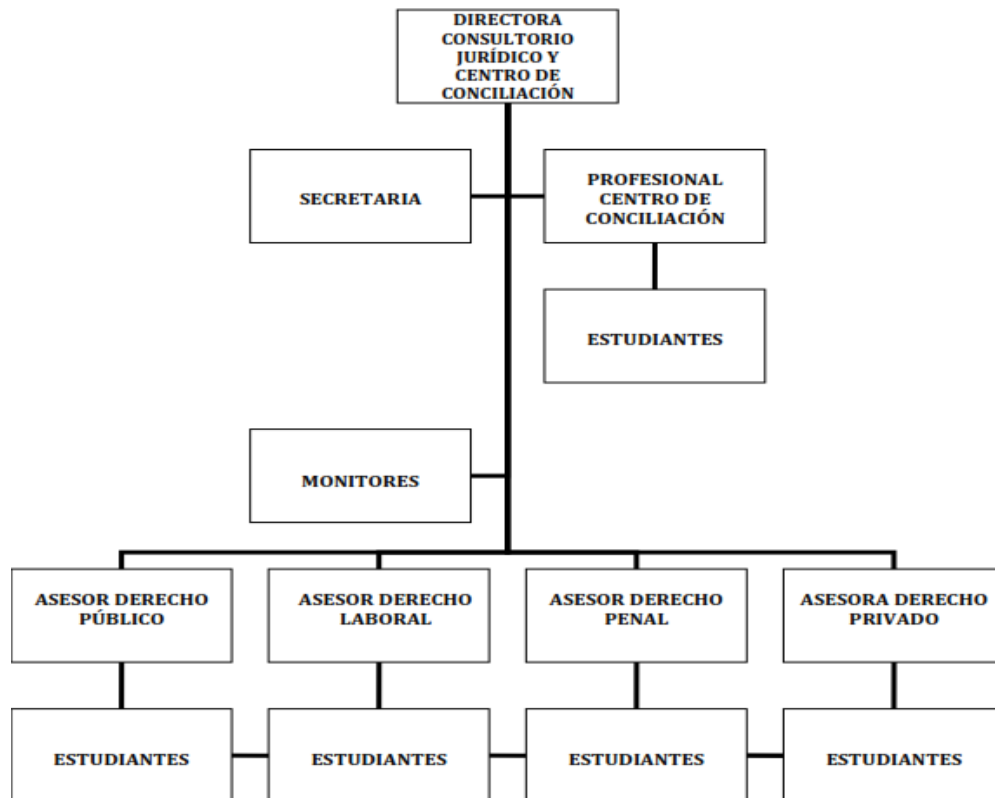 DIRECTORA
CONSULTORIO
JURÍDICO Y
CENTRO DE
CONCILIACIÓN
SECRETARIA
PROFESIONAL
CENTRO DE
CONCILIACIÓN
ESTUDIANTES
MONITORES
ASESOR DERECHO
PÚBLICO
ASESOR DERECHO
LABORAL
ASESOR DERECHO
PENAL
ASESORA DERECHO
PRIVADO
ESTUDIANTES
ESTUDIANTES
ESTUDIANTES
ESTUDIANTES